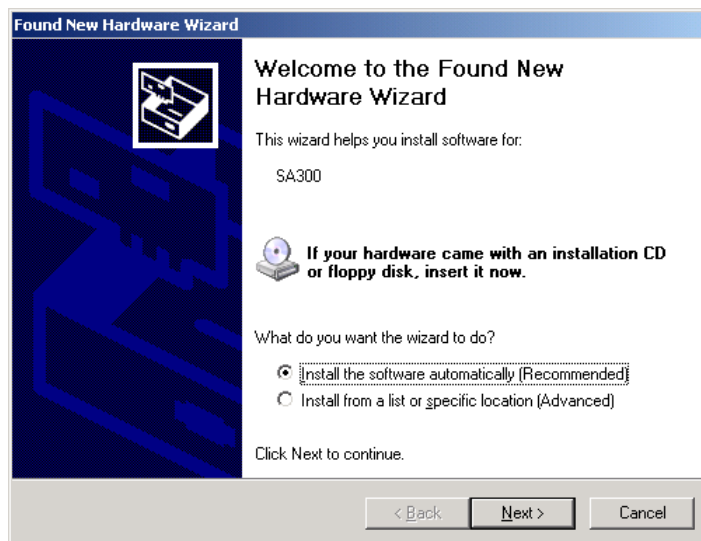 Found New Hardware Wizard
Welcome to the Found New
Hardware Wizard
This wizard helps you install software for:
SA300
If your hardware came with an installation CD
or floppy disk, insert it now.
What do you want the wizard to do?
Install the software automatically (Recommended)
Install from a list or specific location (Advanced)
Click Next to continue.
< Back
Next >
Cancel